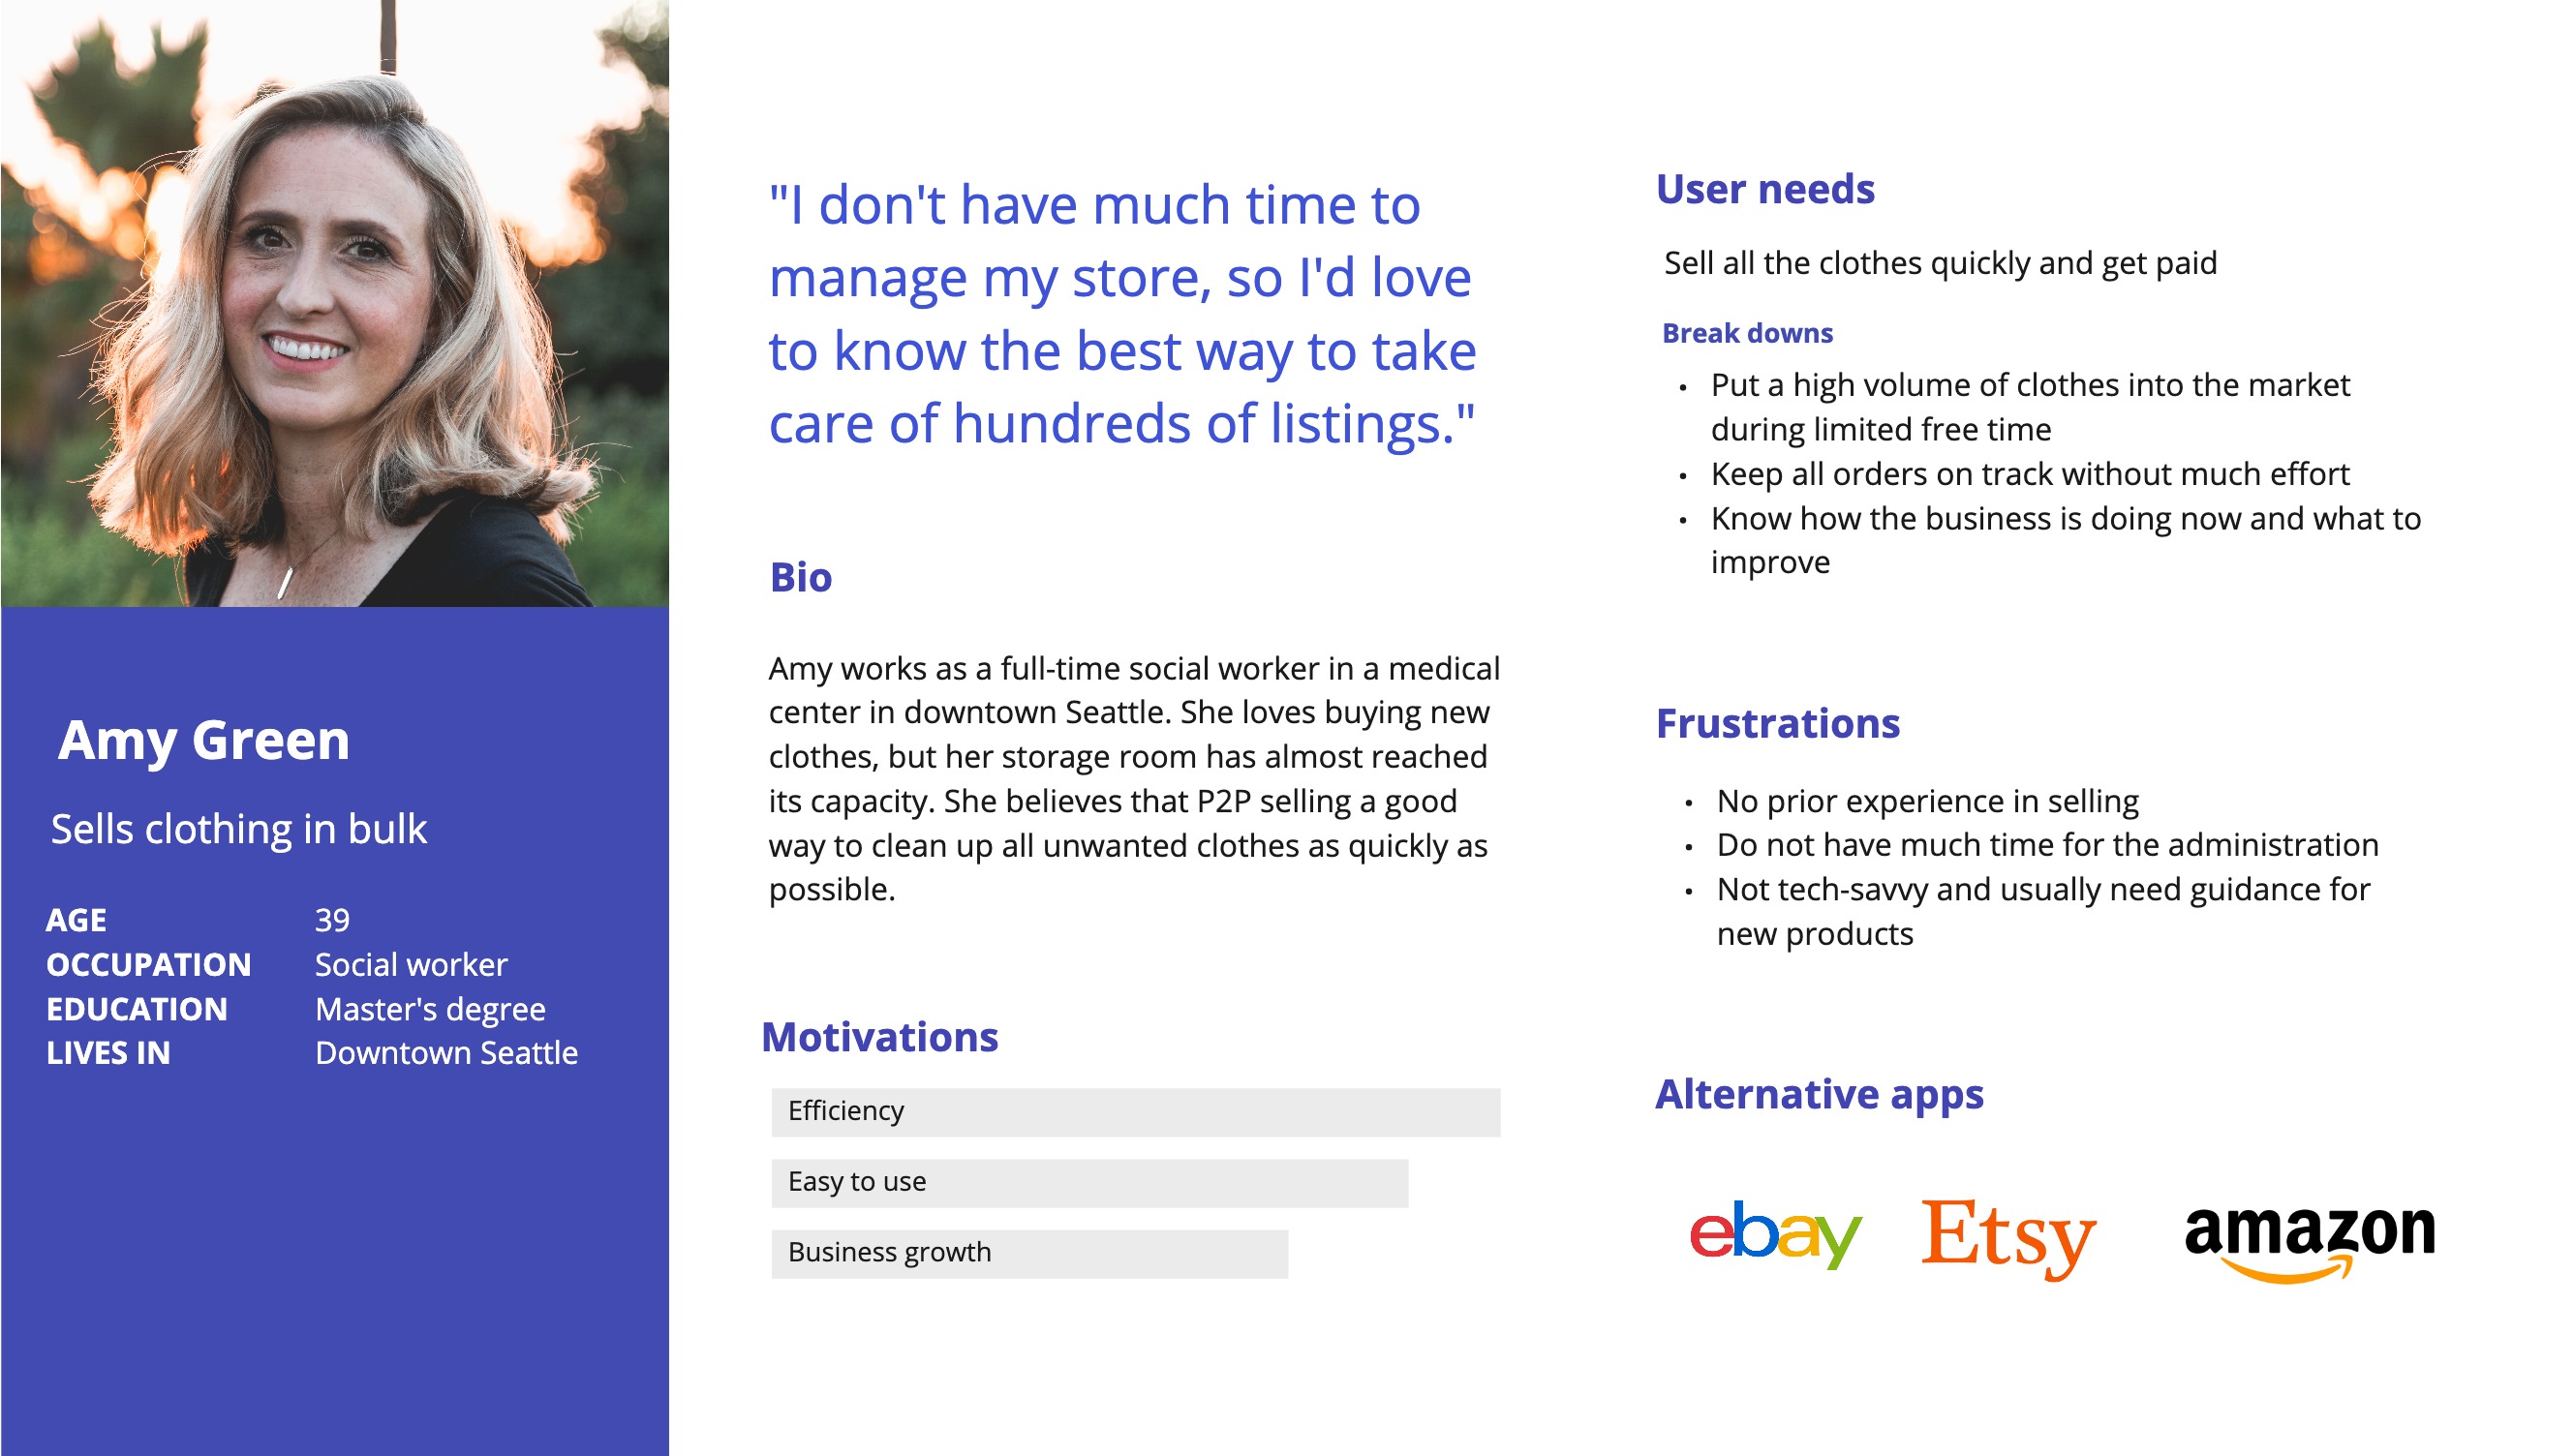 Amy Green
Sells clothing in bulk
AGE 39
OCCUPATION Social worker
EDUCATION Master's degree
LIVES IN Downtown Seattle
"I don't have much time to
manage my store, so I'd love
to know the best way to take
care of hundreds of listings."
Bio
Amy works as a full-time social worker in a medical
center in downtown Seattle. She loves buying new
clothes, but her storage room has almost reached
its capacity. She believes that P2P selling a good
way to clean up all unwanted clothes as quickly as
possible.
Motivations
Efficiency
Easy to use
Business growth
User needs
Sell all the clothes quickly and get paid
Break downs
• Put a high volume of clothes into the market
during limited free time
• Keep all orders on track without much effort
• Know how the business is doing now and what to
improve
Frustrations
• No prior experience in selling
• Do not have much time for the administration
• Not tech-savvy and usually need guidance for
new products
Alternative apps
ebay Etsy amazon